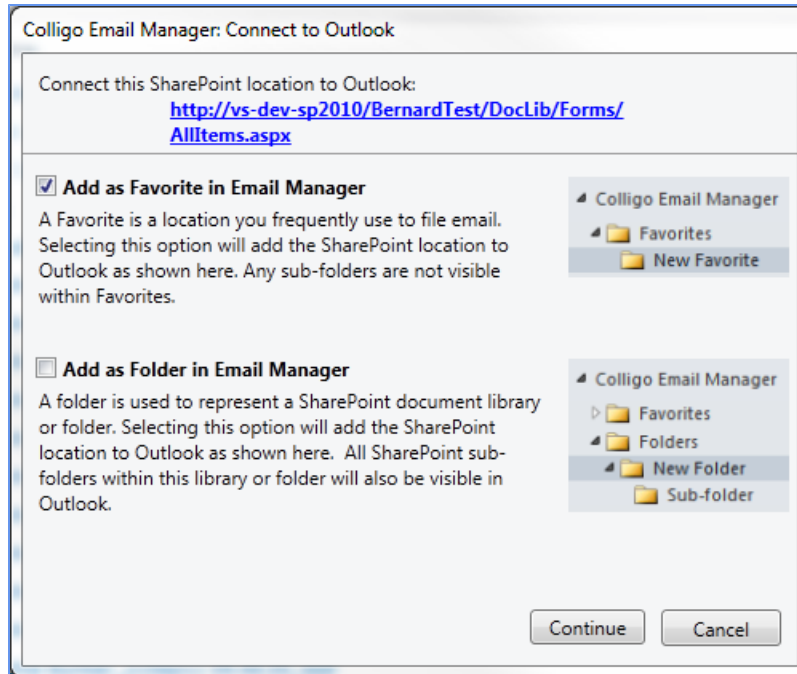 Colligo Email Manager: Connect to Outlook
Connect this SharePoint location to Outlook:
http://vs-dev-sp2010/BernardTest/DocLib/Forms/
AllItems.aspx
Add as Favorite in Email Manager
A Favorite is a location you frequently use to file email.
Selecting this option will add the SharePoint location to
Outlook as shown here. Any sub-folders are not visible
within Favorites.
Colligo Email Manager
Favorites
New Favorite
Add as Folder in Email Manager
A folder is used to represent a SharePoint document library
or folder. Selecting this option will add the SharePoint
location to Outlook as shown here.  All SharePoint sub-
folders within this library or folder will also be visible in
Outlook.
Colligo Email Manager
Favorites
Folders
New Folder
Sub-folder
Continue
Cancel